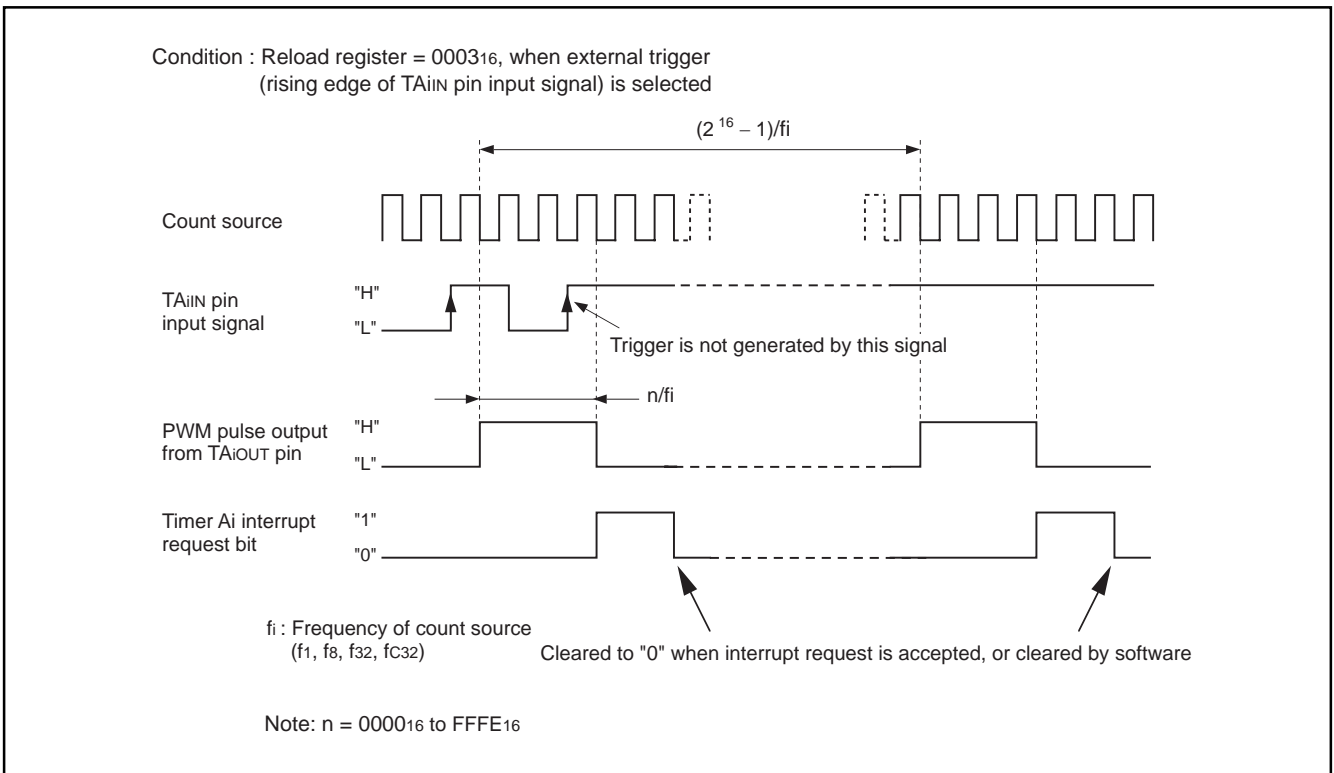 Condition : Reload register = 0003₁₆, when external trigger
(rising edge of TAiIN pin input signal) is selected
(2 ¹⁶ – 1)/fi
Count source
TAiIN pin
input signal
"H"
"L"
Trigger is not generated by this signal
n/fi
PWM pulse output
from TAiOUT pin
"H"
"L"
Timer Ai interrupt
request bit
"1"
"0"
fi : Frequency of count source
(f1, f8, f32, fC32)
Cleared to "0" when interrupt request is accepted, or cleared by software
Note: n = 0000₁₆ to FFFE₁₆